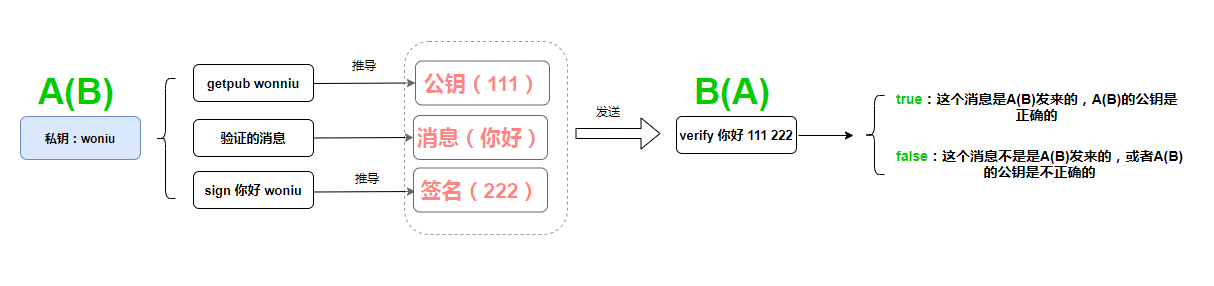 A(B)
私钥：woniu
getpub wonniu
推导
公钥（111）
验证的消息
消息（你好）
sign 你好 woniu
推导
签名（222）
发送
B(A)
verify 你好 111 222
true：这个消息是A(B)发来的，A(B)的公钥是
正确的
false：这个消息不是是A(B)发来的，或者A(B)
的公钥是不正确的